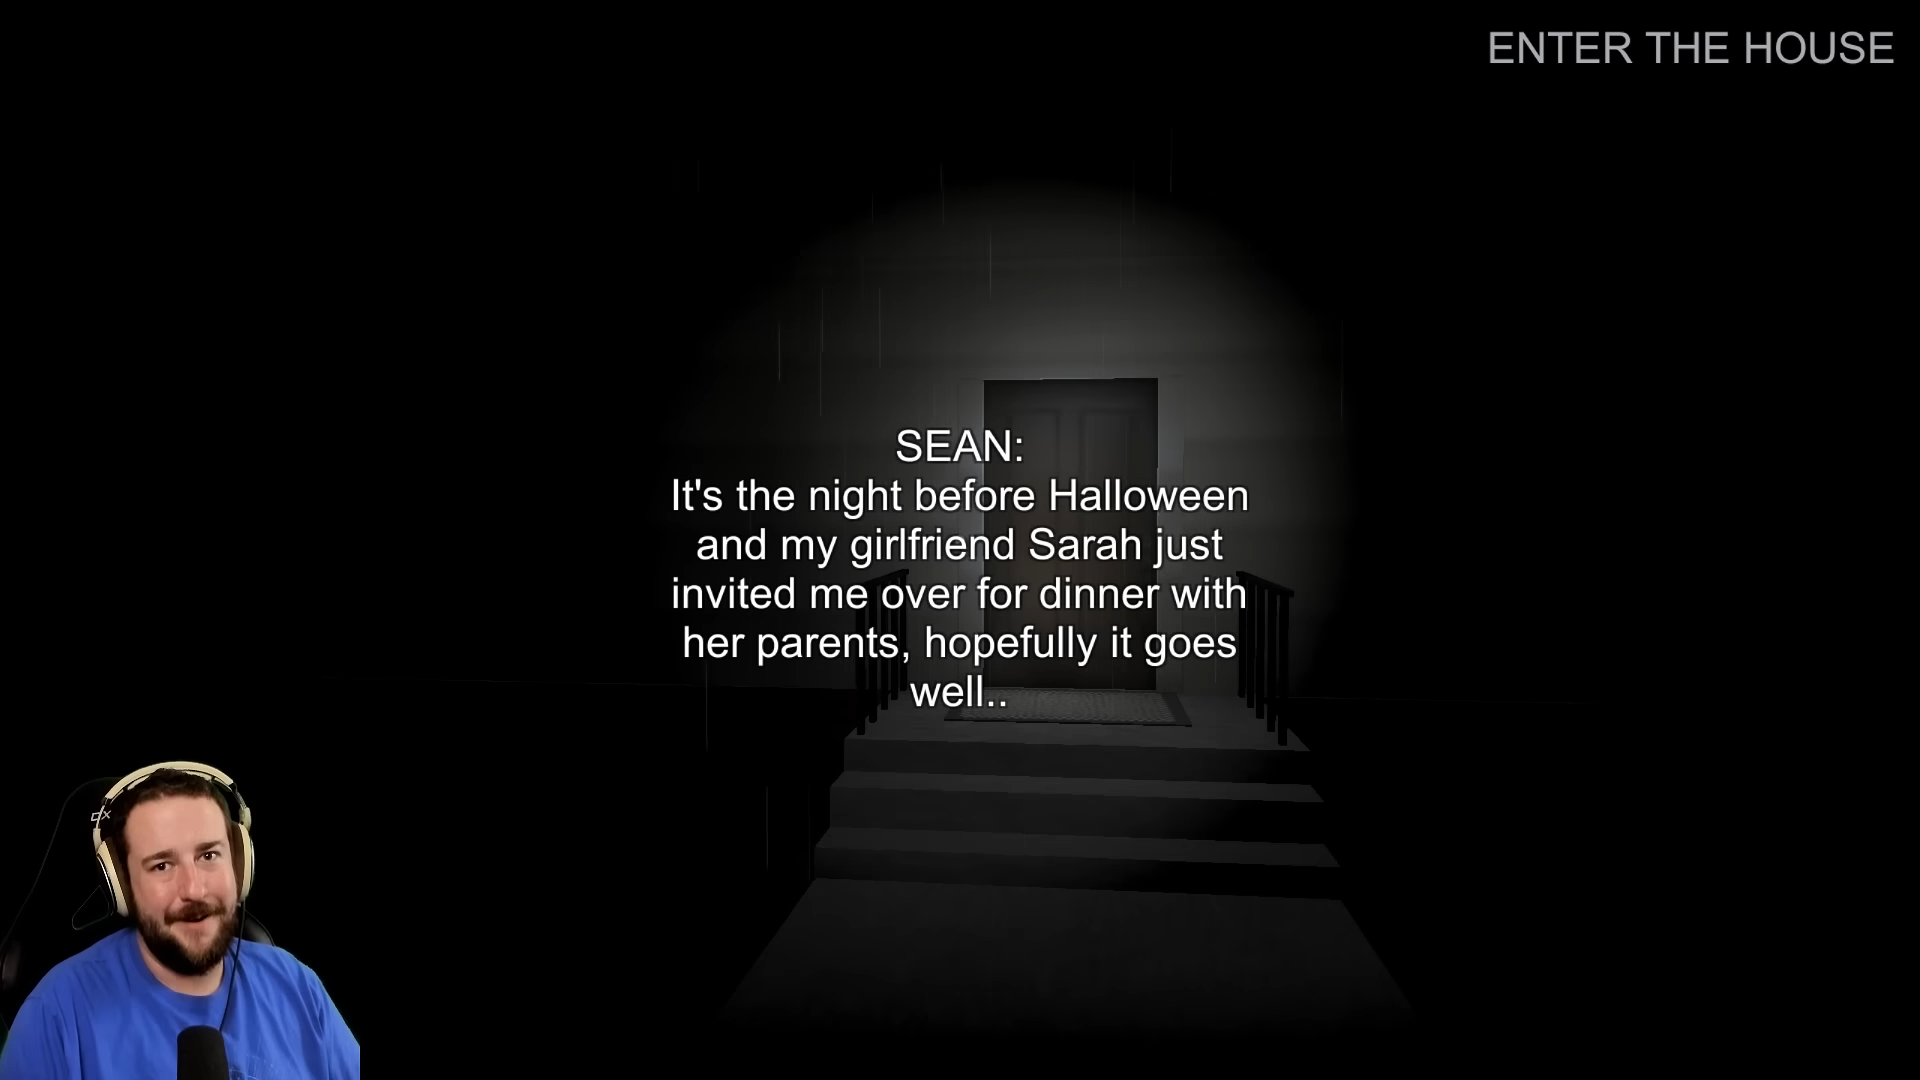 ENTER THE HOUSE
SEAN:
It's the night before Halloween
and my girlfriend Sarah just
invited me over for dinner with
her parents, hopefully it goes
well..